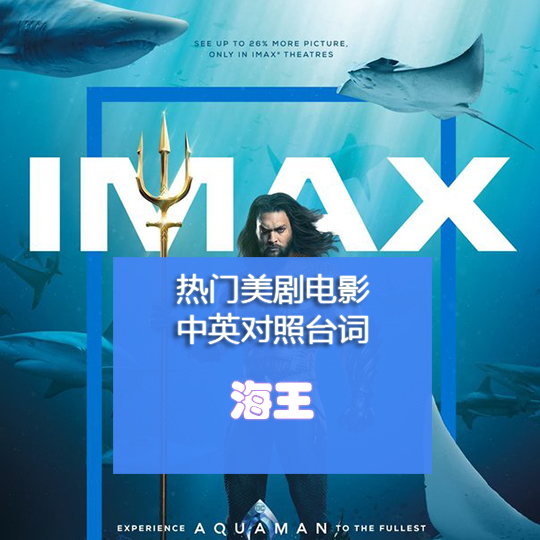 SEE UP TO 26% MORE PICTURE,
ONLY IN IMAX® THEATRES
IMAX
热门美剧电影
中英对照台词
海王
EXPERIENCE AQUAMAN TO THE FULLEST